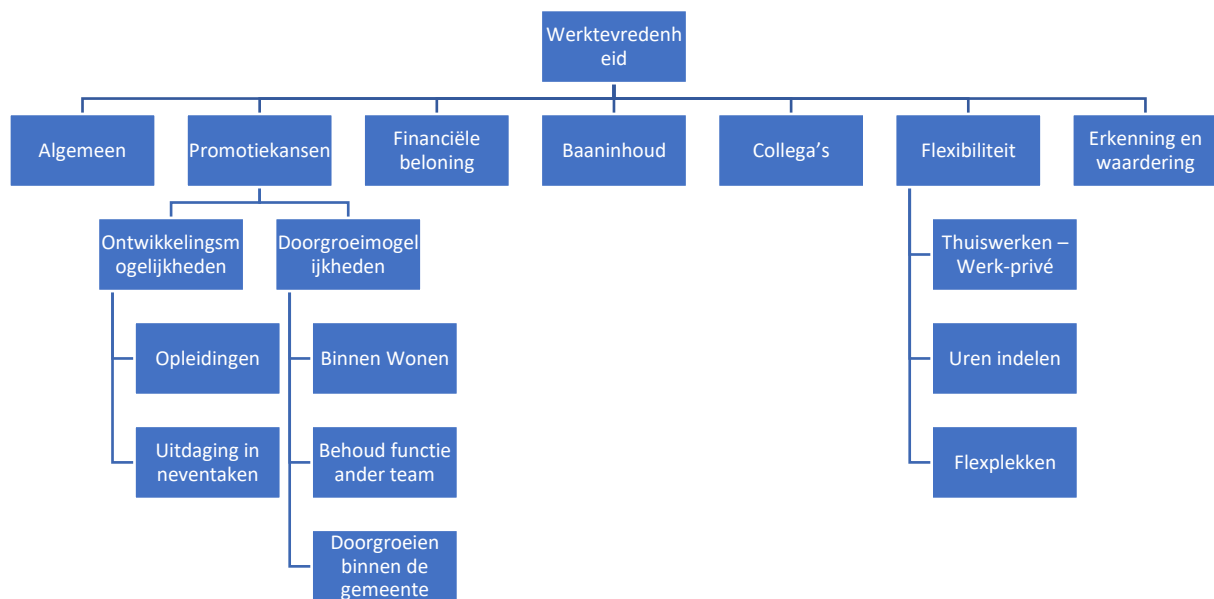 Werktevredenh
eid
Algemeen
Promotiekansen
Financiële
beloning
Baaninhoud
Collega's
Flexibiliteit
Erkenning en
waardering
Ontwikkelingsm
ogelijkheden
Doorgroeimogel
ijkheden
Thuiswerken –
Werk-privé
Opleidingen
Binnen Wonen
Uren indelen
Uitdaging in
neventaken
Behoud functie
ander team
Flexplekken
Doorgroeien
binnen de
gemeente